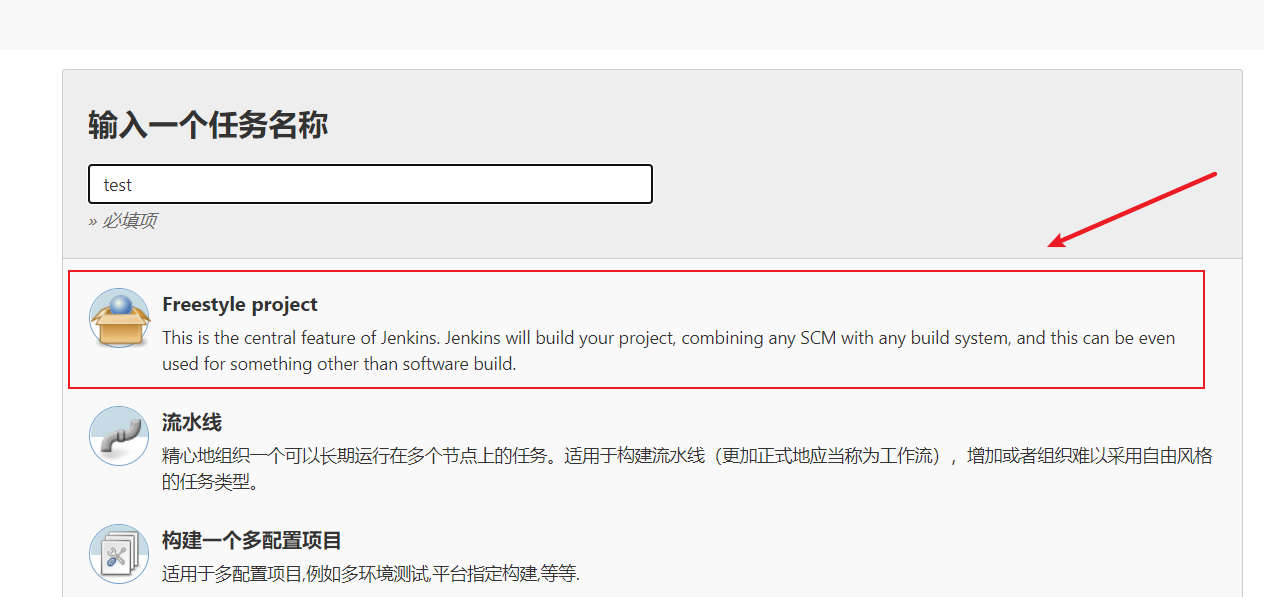 输入一个任务名称
test
» 必填项
Freestyle project
This is the central feature of Jenkins. Jenkins will build your project, combining any SCM with any build system, and this can be even
used for something other than software build.
流水线
精心地组织一个可以长期运行在多个节点上的任务。适用于构建流水线（更加正式地应当称为工作流），增加或者组织难以采用自由风格
的任务类型。
构建一个多配置项目
适用于多配置项目,例如多环境测试,平台指定构建,等等.